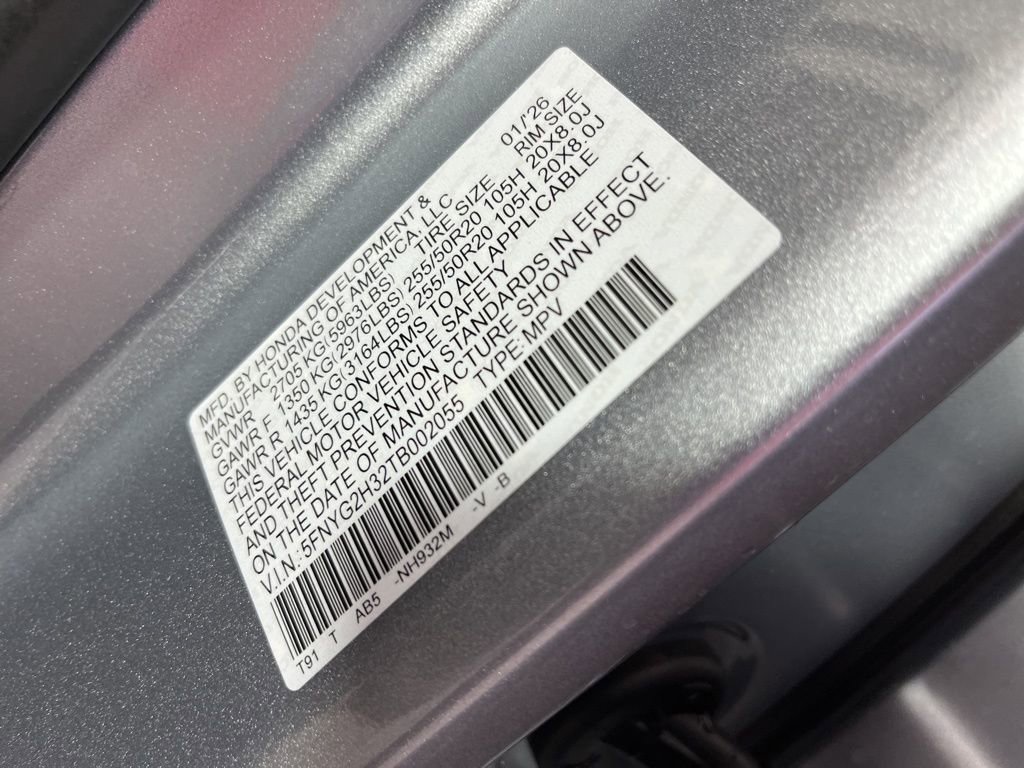 MFD. BY HONDA DEVELOPMENT & 01/'26
MANUFACTURING OF AMERICA, LLC
GVWR 2705 KG(5963LBS) TIRE SIZE RIM SIZE
GAWR F 1350 KG(2976LBS) 255/50R20 105H 20X8.0J
GAWR R 1435 KG(3164LBS) 255/50R20 105H 20X8.0J
THIS VEHICLE CONFORMS TO ALL APPLICABLE
FEDERAL MOTOR VEHICLE SAFETY
AND THEFT PREVENTION STANDARDS IN EFFECT
ON THE DATE OF MANUFACTURE SHOWN ABOVE.
V.I.N.:5FNYG2H32TB002055 TYPE:MPV
T91 T AB5 -NH932M -V -B